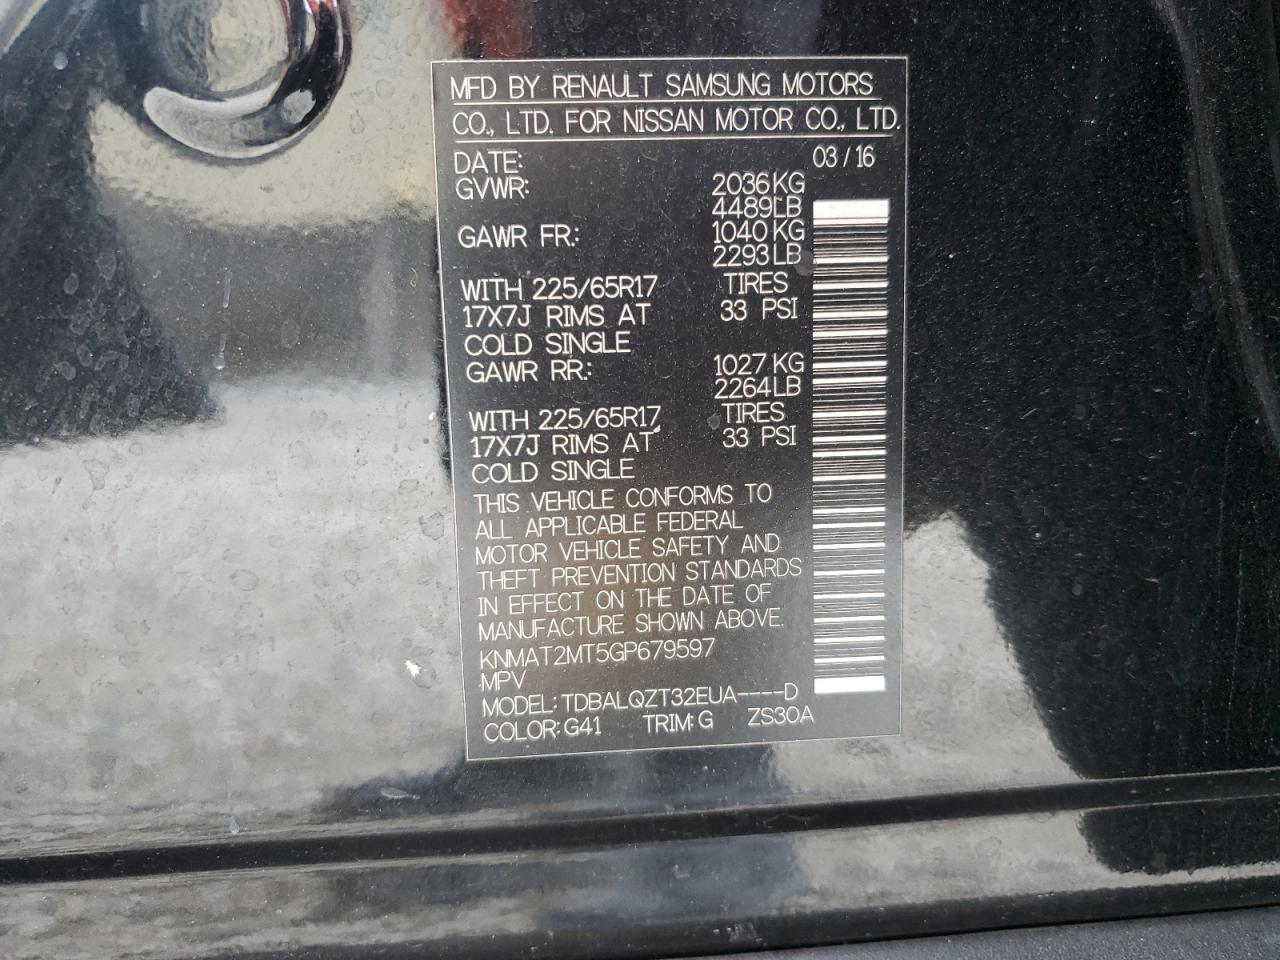 MFD BY RENAULT SAMSUNG MOTORS
CO., LTD. FOR NISSAN MOTOR CO., LTD.
DATE: 03 / 16
GVWR: 2036 KG
4489LB
GAWR FR.: 1040 KG
2293 LB
WITH 225/65R17 TIRES
17X7J RIMS AT 33 PSI
COLD SINGLE
GAWR RR.: 1027 KG
2264LB
WITH 225/65R17 TIRES
17X7J RIMS AT 33 PSI
COLD SINGLE
THIS VEHICLE CONFORMS TO
ALL APPLICABLE FEDERAL
MOTOR VEHICLE SAFETY AND
THEFT PREVENTION STANDARDS
IN EFFECT ON THE DATE OF
MANUFACTURE SHOWN ABOVE.
KNMAT2MT5GP679597
MPV
MODEL: TDBALQZT32EUA----D
COLOR: G41 TRIM: G ZS30A